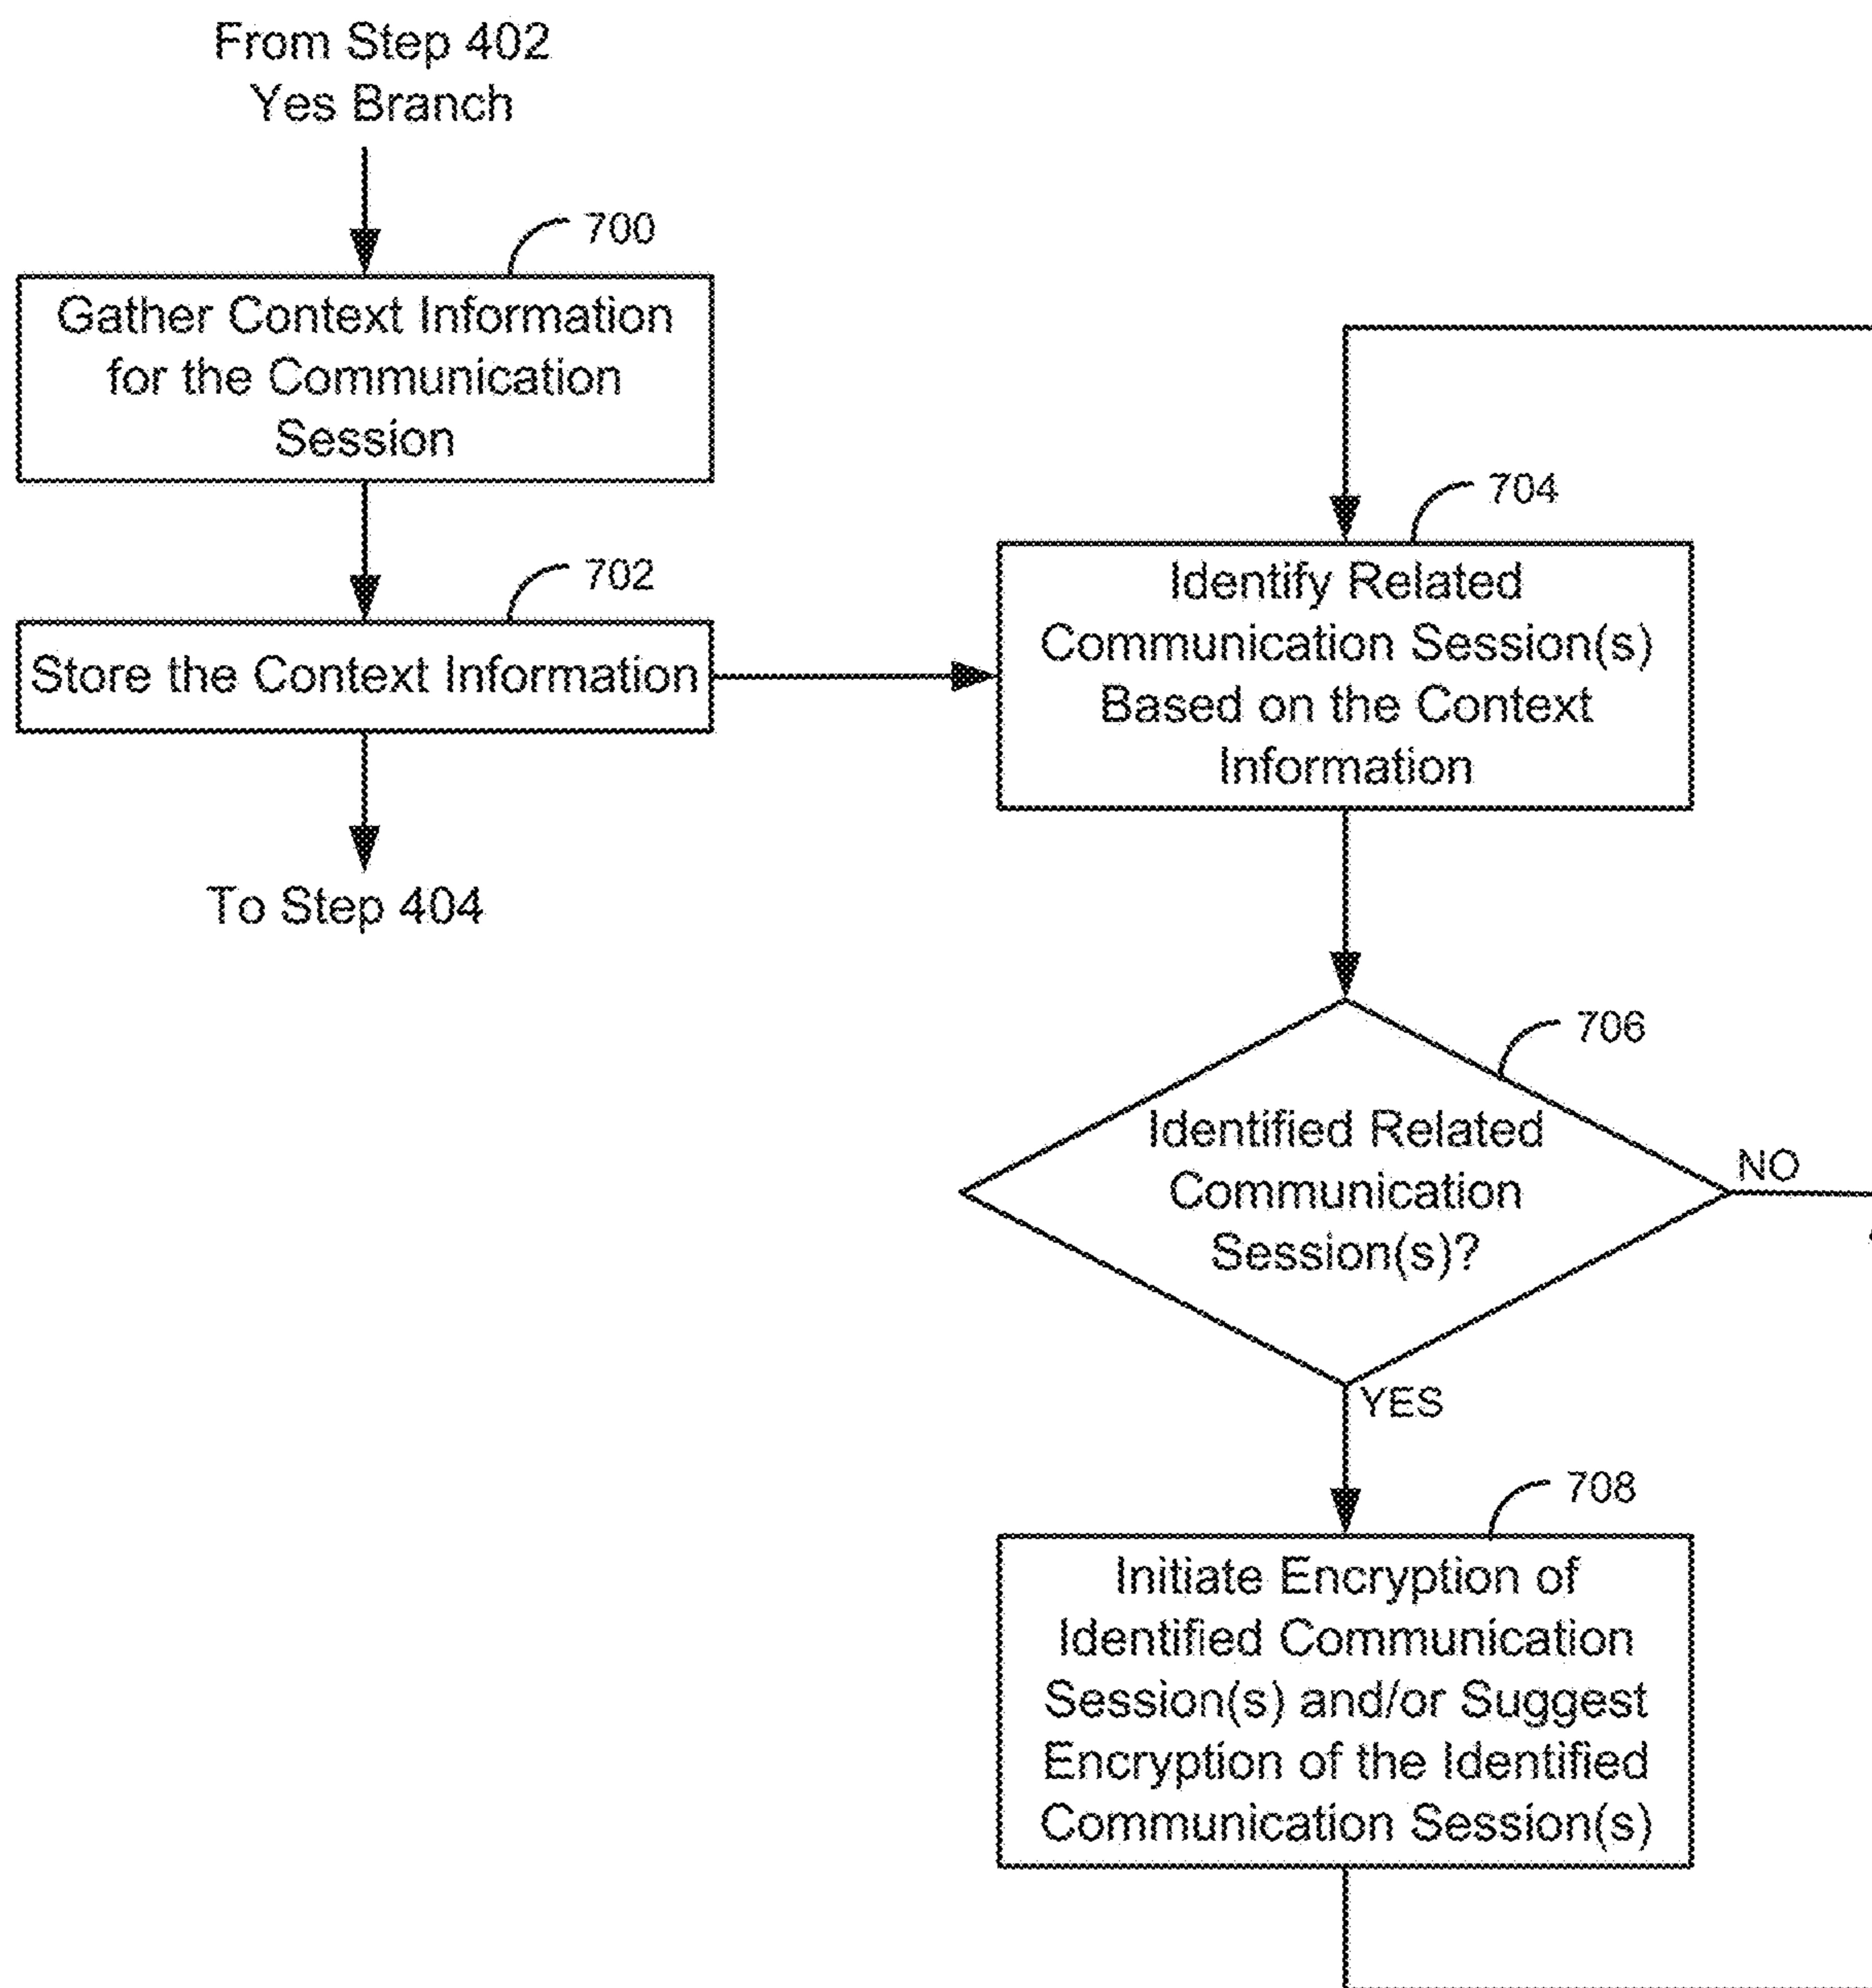 From Step 402
Yes Branch
700
Gather Context Information
for the Communication
Session
702
Store the Context Information
To Step 404
704
Identify Related
Communication Session(s)
Based on the Context
Information
706
Identified Related
Communication
Session(s)?
NO
YES
708
Initiate Encryption of
Identified Communication
Session(s) and/or Suggest
Encryption of the Identified
Communication Session(s)